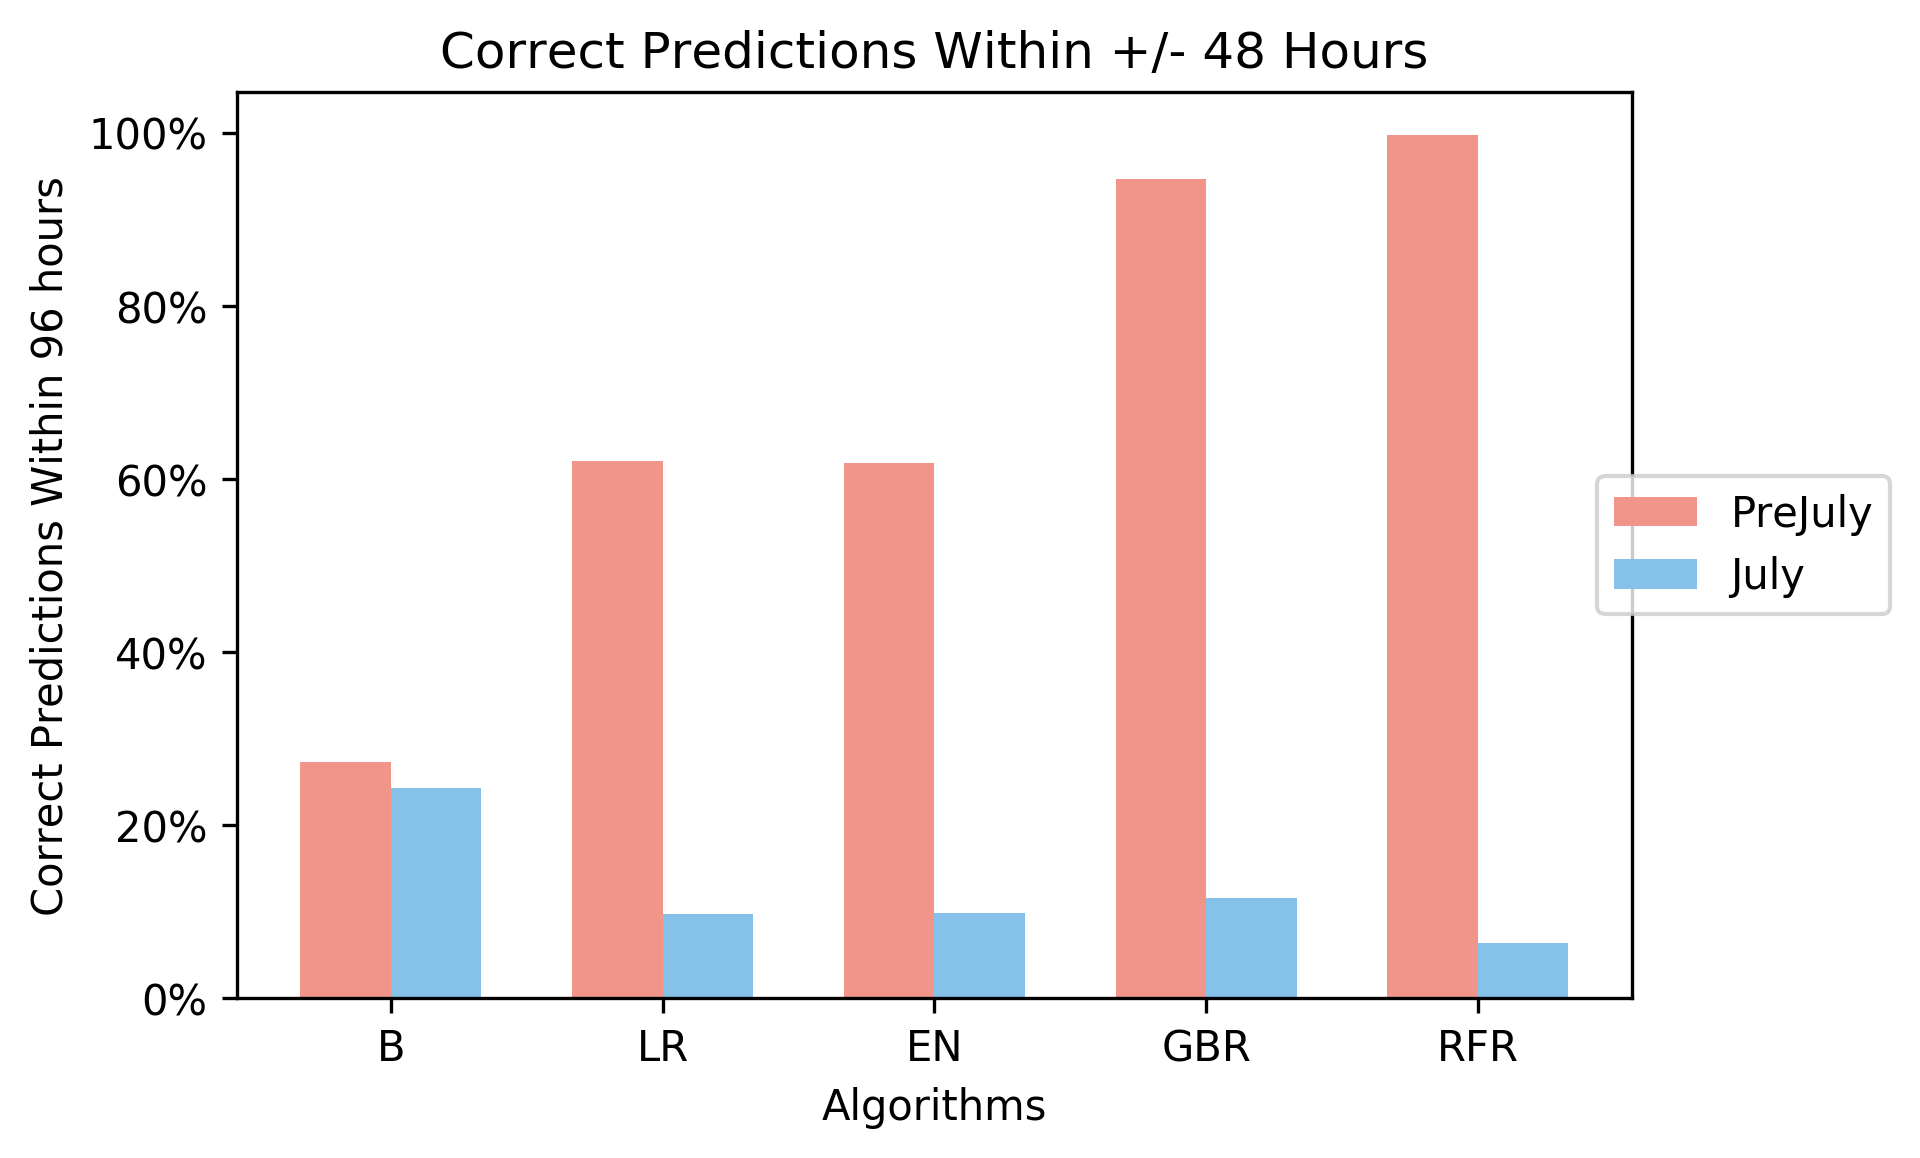 Correct Predictions Within +/- 48 Hours
Correct Predictions Within 96 hours
100%
80%
60%
40%
20%
0%
B
LR
EN
GBR
RFR
Algorithms
PreJuly
July